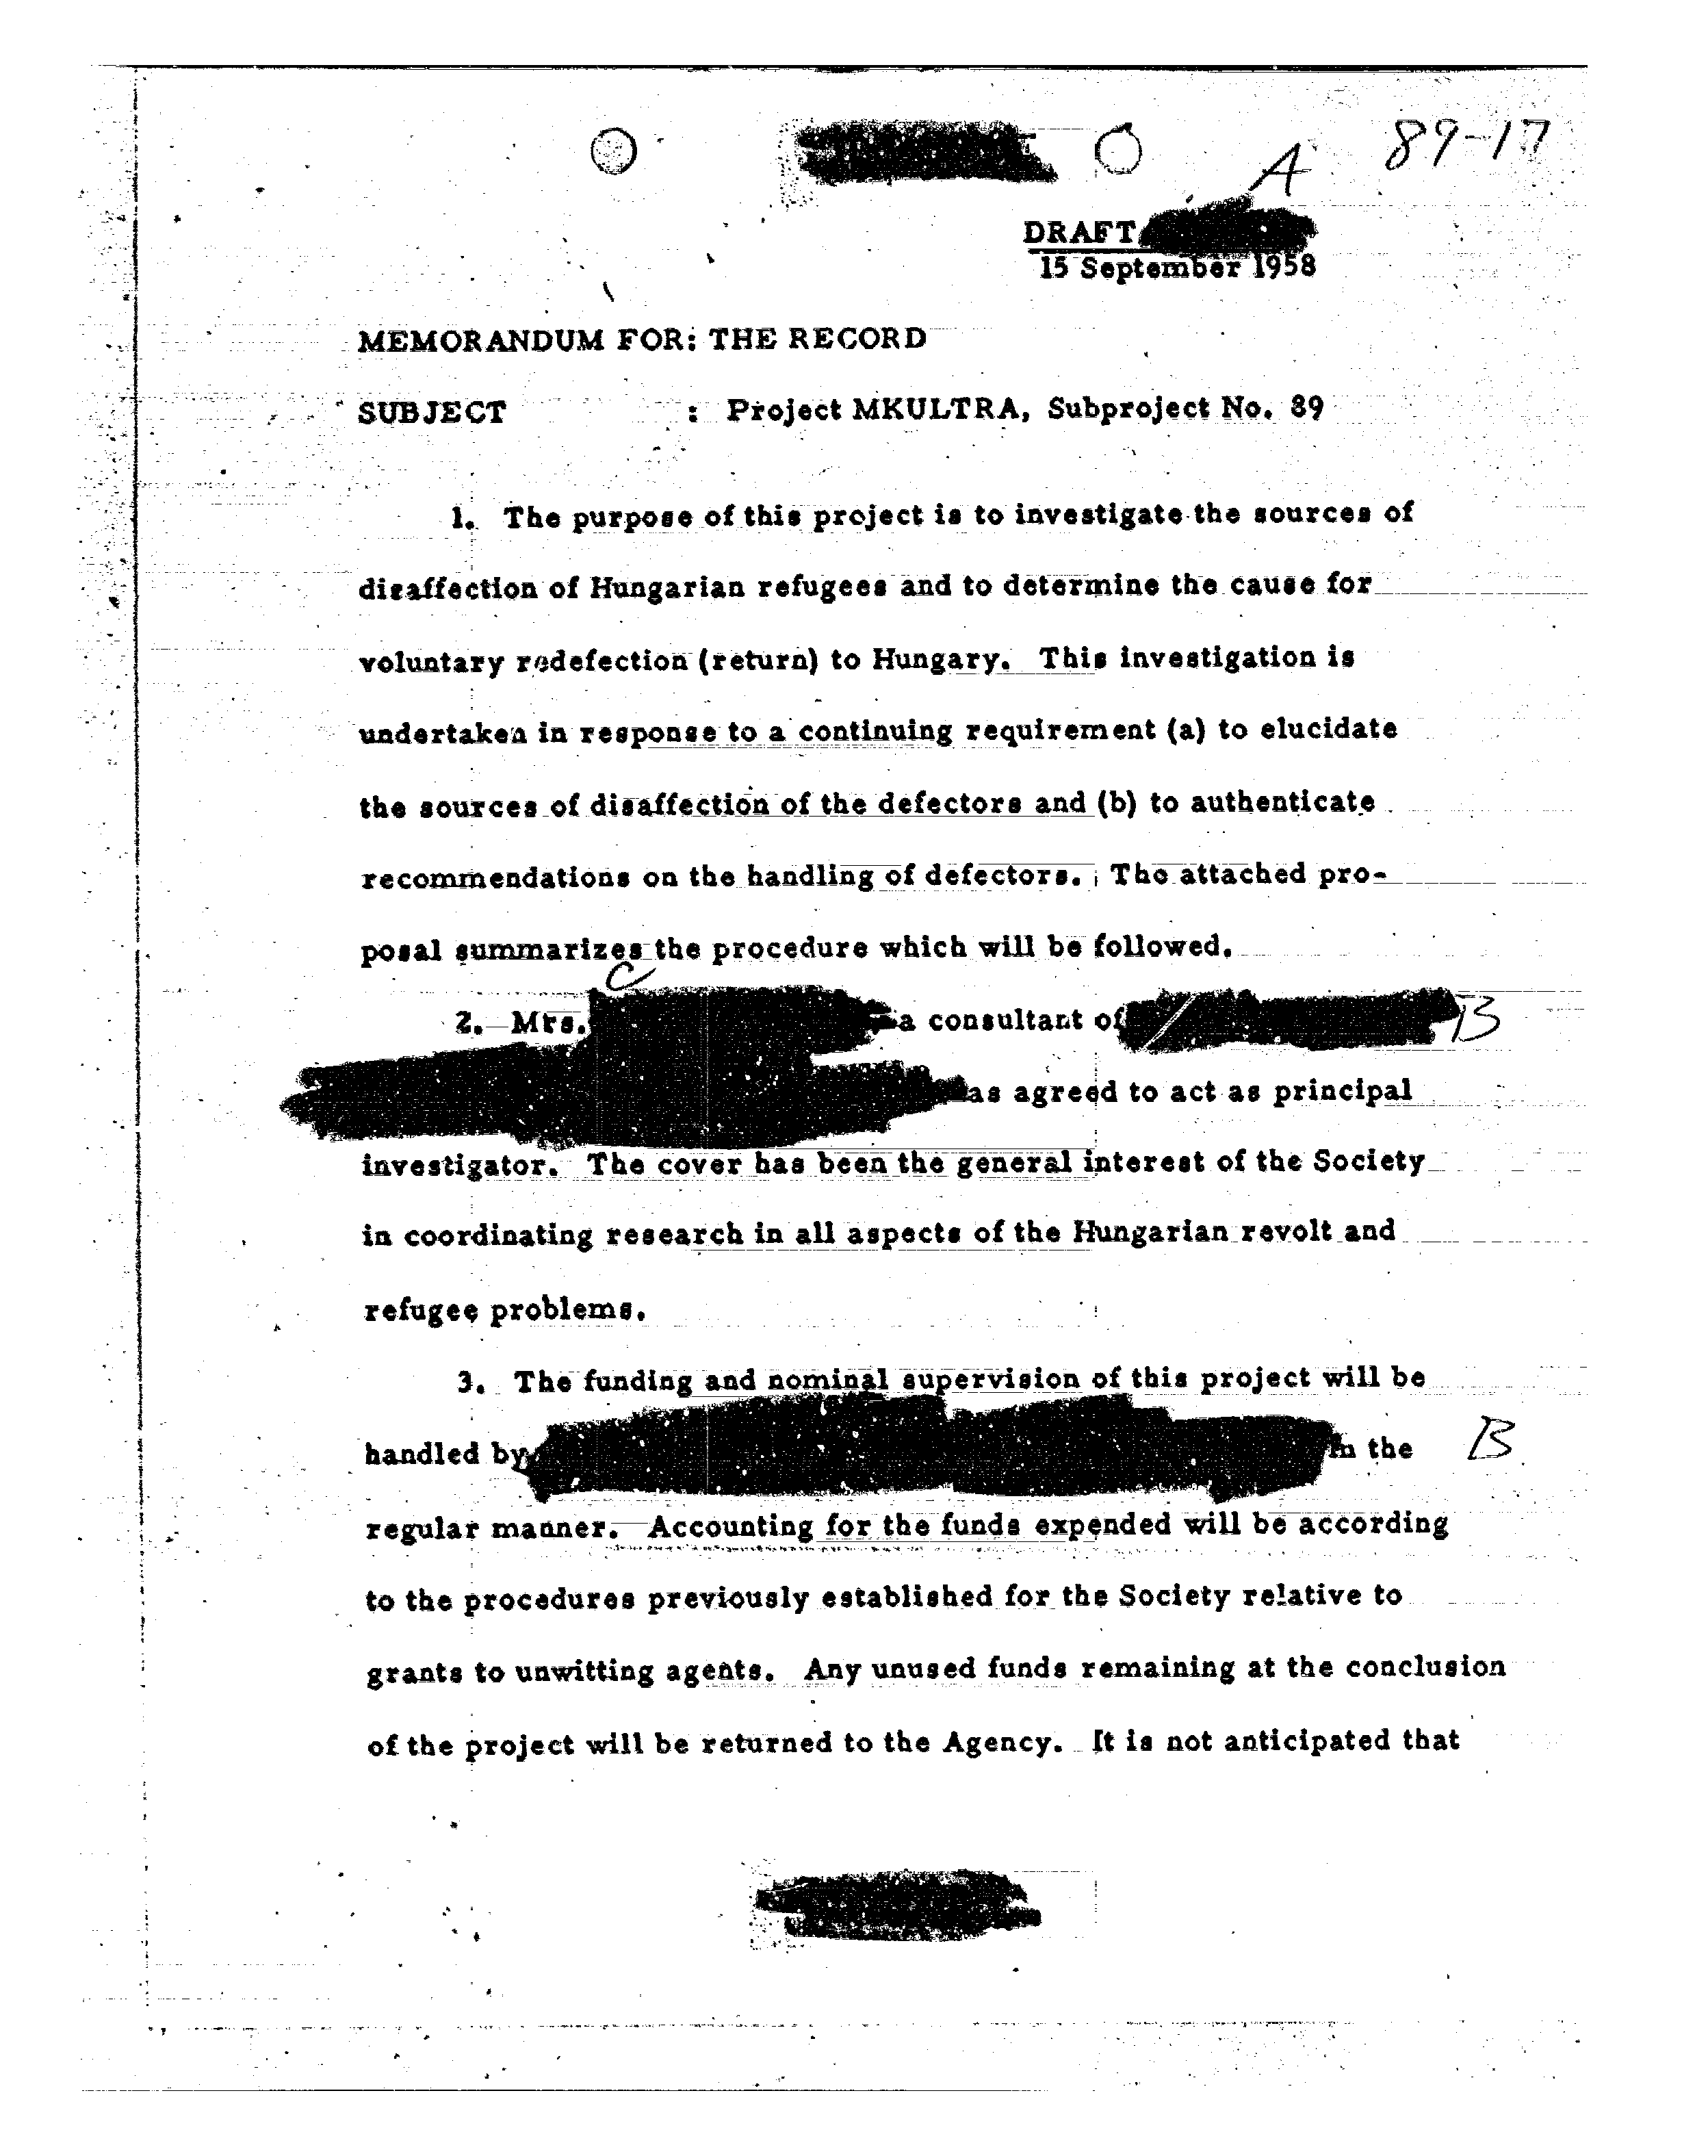 A 89-17
DRAFT
15 September 1958
MEMORANDUM FOR: THE RECORD
SUBJECT : Project MKULTRA, Subproject No. 89
1. The purpose of this project is to investigate the sources of
disaffection of Hungarian refugees and to determine the cause for
voluntary redefection (return) to Hungary. This investigation is
undertaken in response to a continuing requirement (a) to elucidate
the sources of disaffection of the defectors and (b) to authenticate
recommendations on the handling of defectors. The attached pro-
posal summarizes the procedure which will be followed.
C
2. Mrs. a consultant of B
as agreed to act as principal
investigator. The cover has been the general interest of the Society
in coordinating research in all aspects of the Hungarian revolt and
refugee problems.
3. The funding and nominal supervision of this project will be
handled by in the B
regular manner. Accounting for the funds expended will be according
to the procedures previously established for the Society relative to
grants to unwitting agents. Any unused funds remaining at the conclusion
of the project will be returned to the Agency. It is not anticipated that